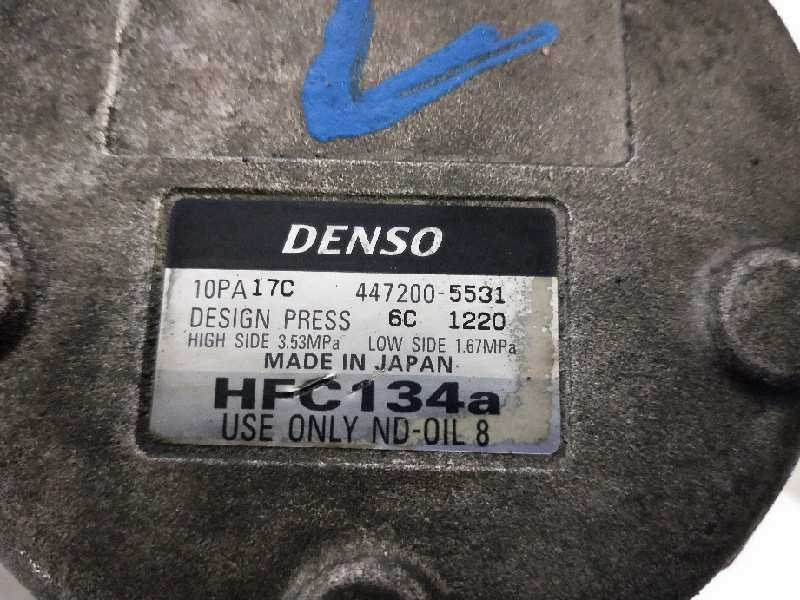 DENSO
10PA17C 447200-5531
DESIGN PRESS 6C 1220
HIGH SIDE 3.53MPa LOW SIDE 1.67MPa
MADE IN JAPAN
HFC134a
USE ONLY ND-OIL 8